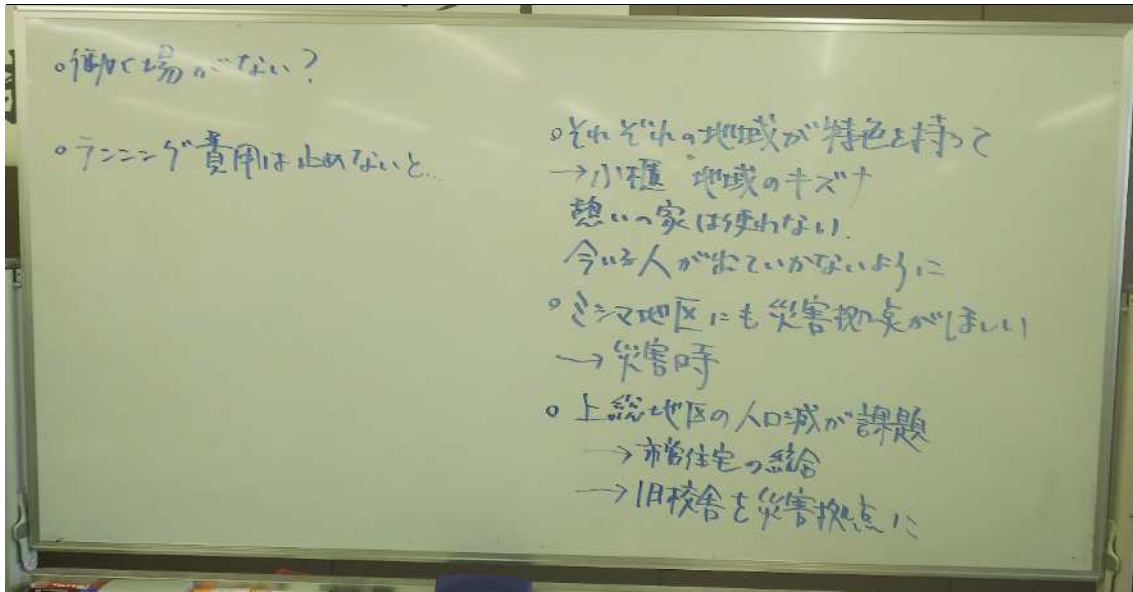 ○働く場がない?
○ランニング費用は止めないと...
○それぞれの地域が特色を持って
→小櫃 地域のキズナ
憩いの家は使わない.
今いる人が出ていかないように
○ミシマ地区にも災害拠点がほしい
→災害時
○上総地区の人口減が課題
→市営住宅の統合
→旧校舎を災害拠点に